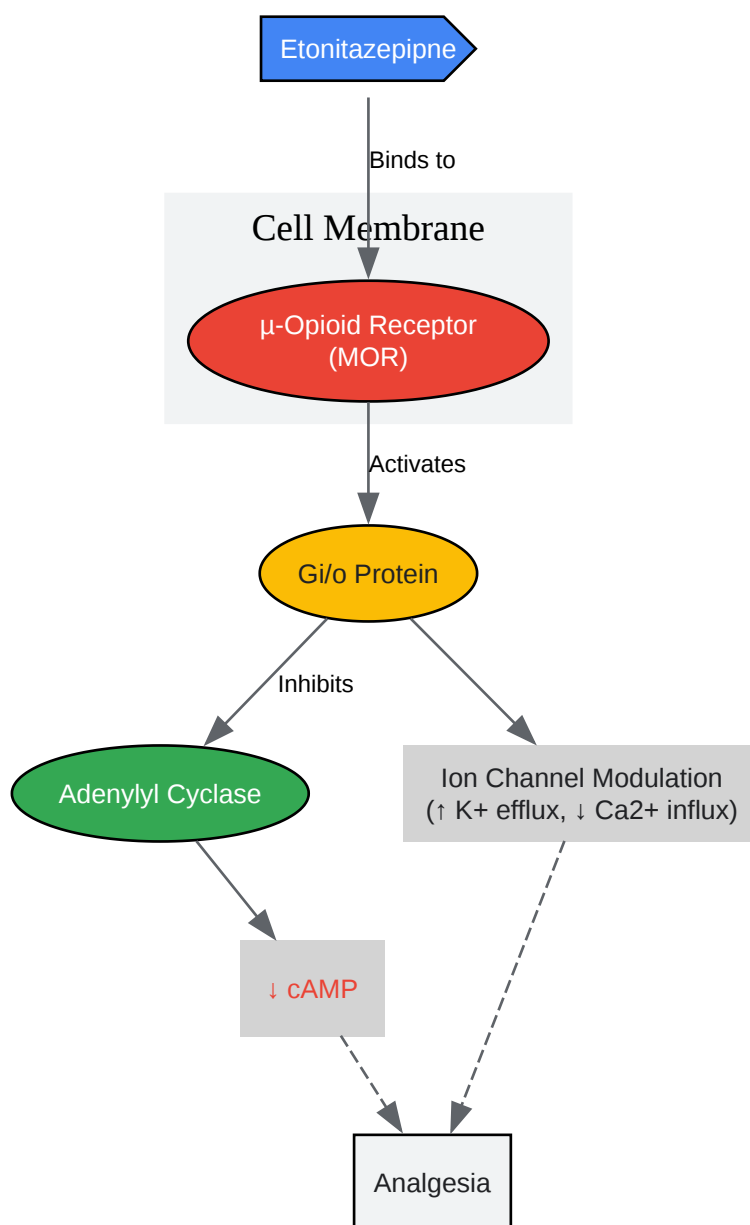 Etonitazepipne
Binds to
Cell Membrane
µ-Opioid Receptor
(MOR)
Activates
Gi/o Protein
Inhibits
Adenylyl Cyclase
Ion Channel Modulation
(↑ K+ efflux, ↓ Ca2+ influx)
↓ cAMP
Analgesia